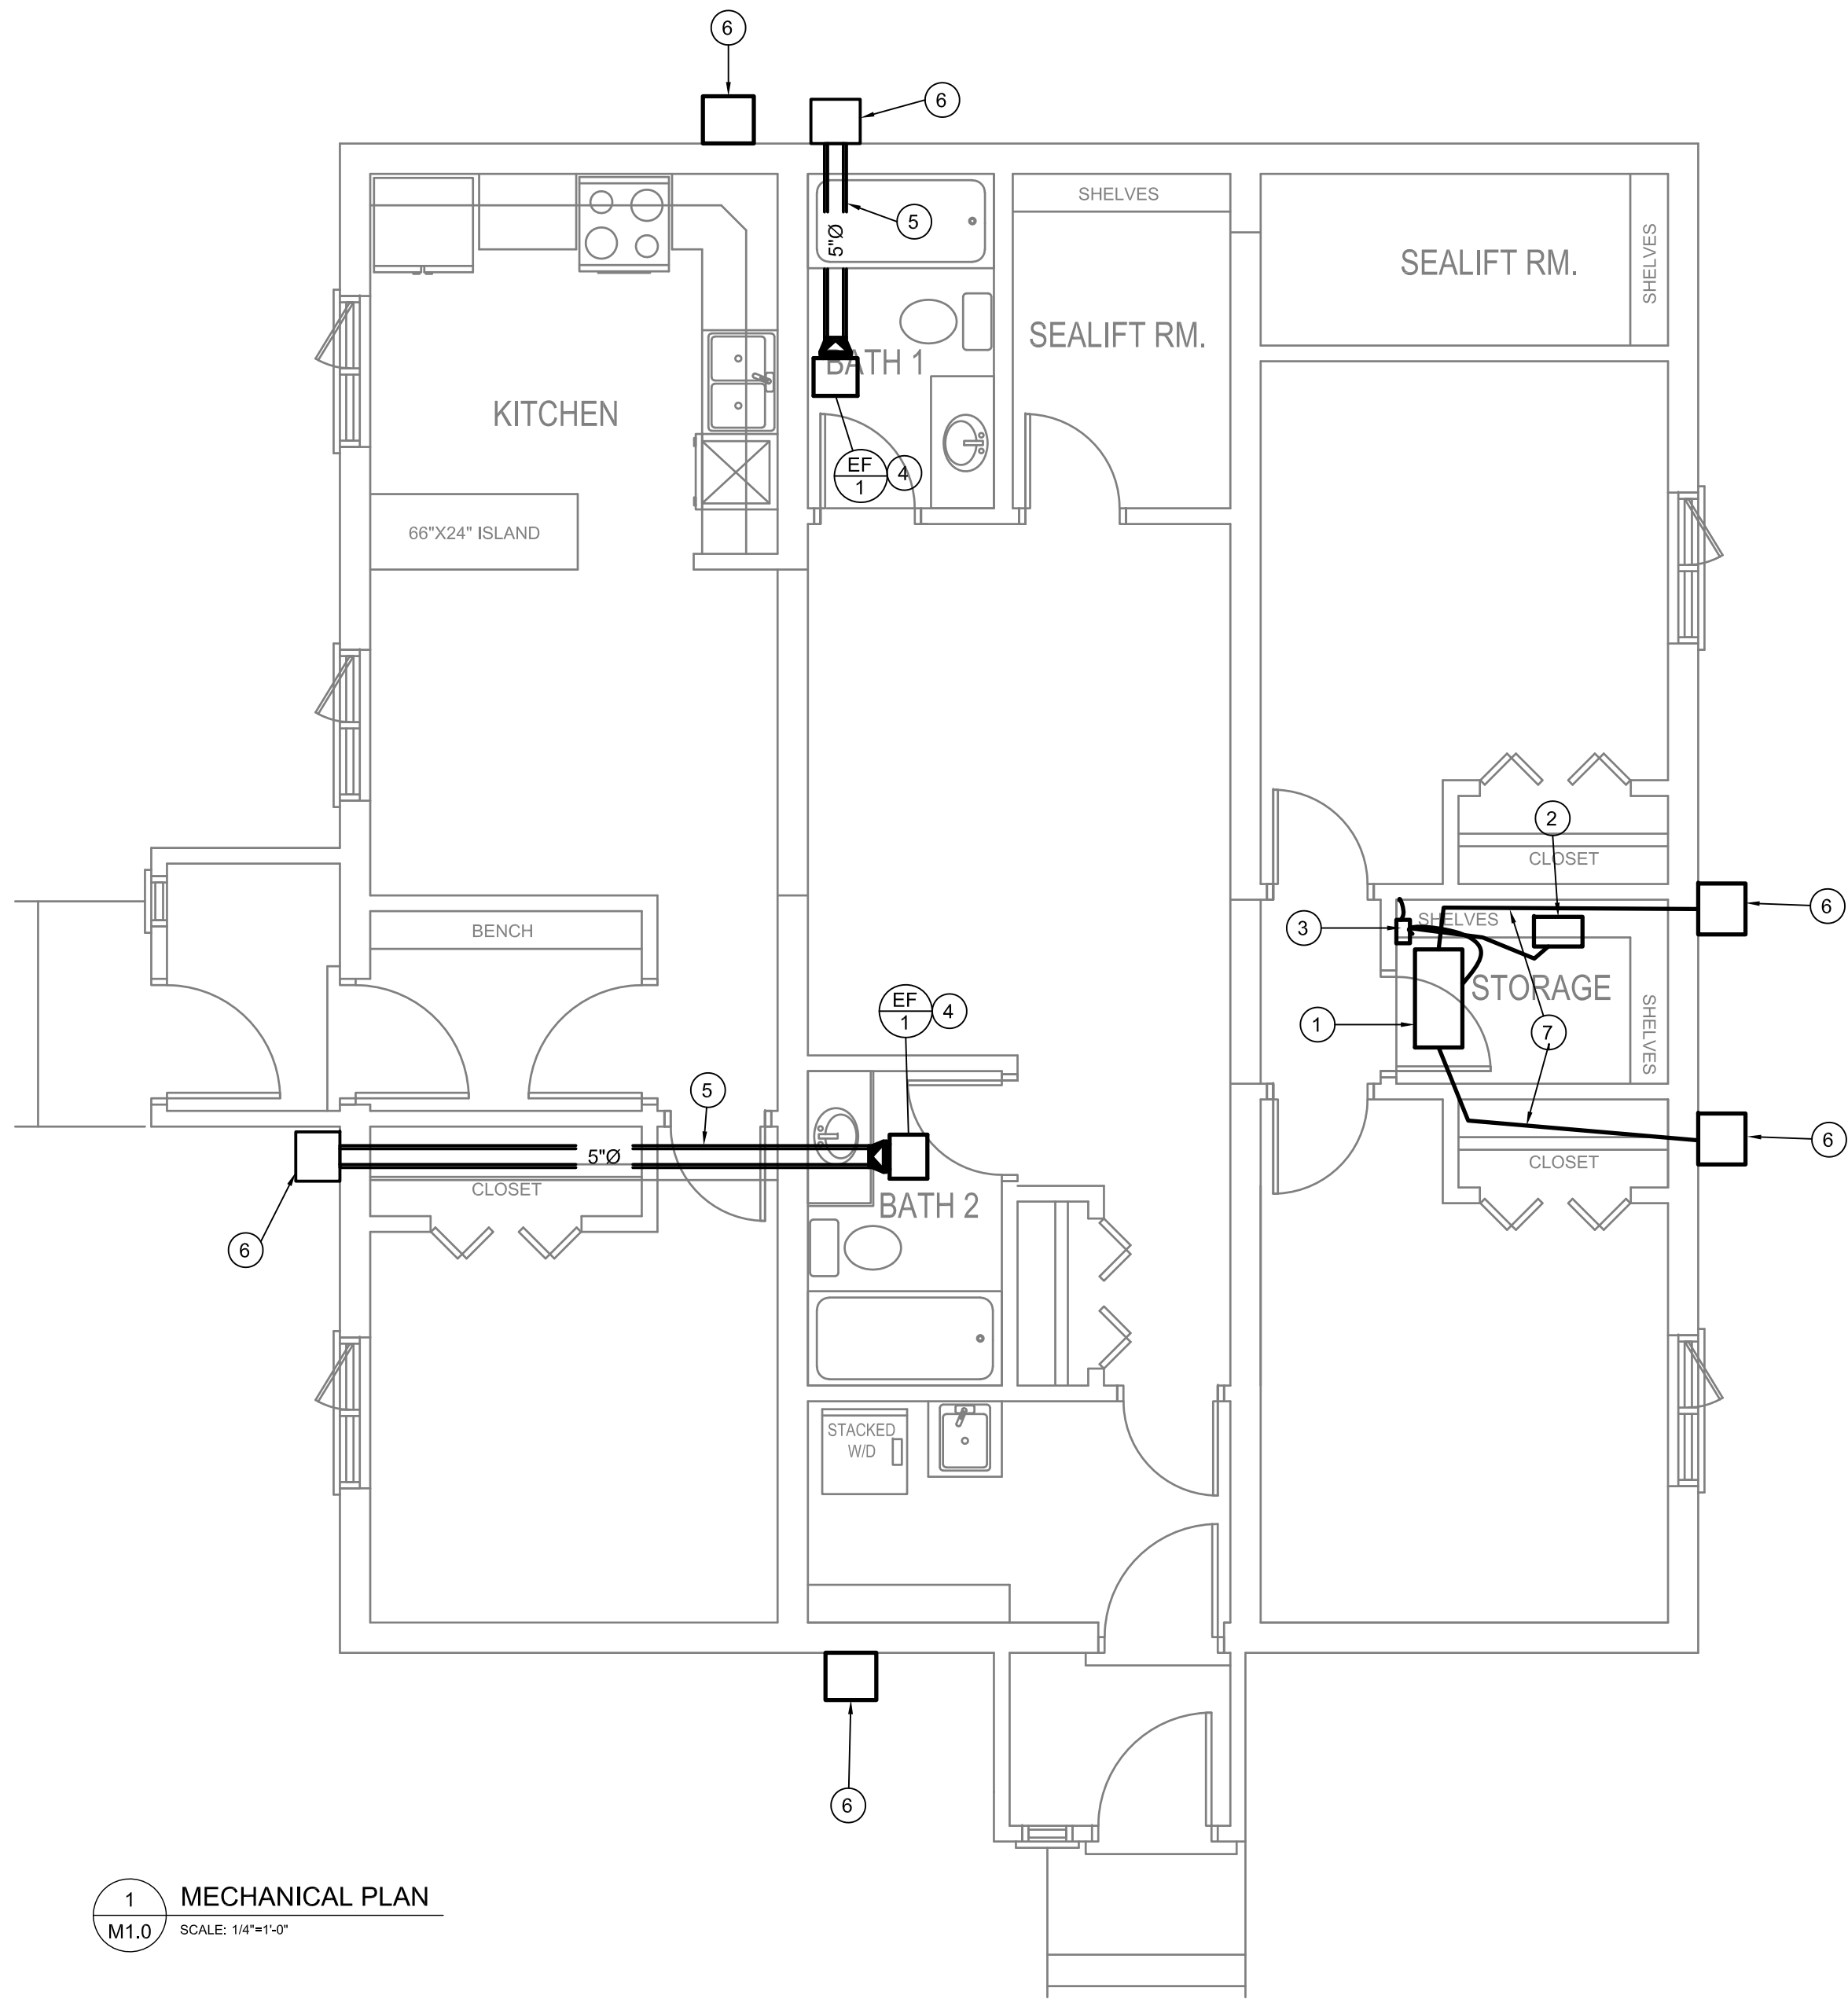 6
6
SHELVES
5
5"Ø
SEALIFT RM.
SHELVES
SEALIFT RM.
BATH 1
KITCHEN
EF
1
4
66"X24" ISLAND
2
CLOSET
6
SHELVES
3
BENCH
STORAGE
EF
1
4
1
7
SHELVES
5
6
5"Ø
CLOSET
CLOSET
BATH 2
6
STACKED
W/D
6
1
MECHANICAL PLAN
M1.0
SCALE: 1/4"=1'-0"